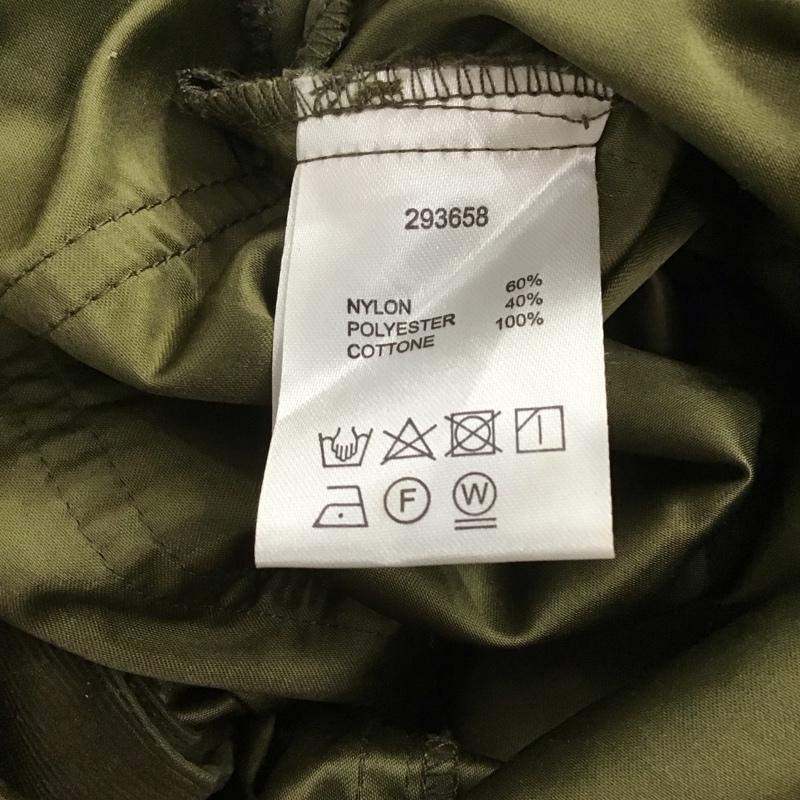 293658
NYLON 60%
POLYESTER 40%
COTTONE 100%
F W